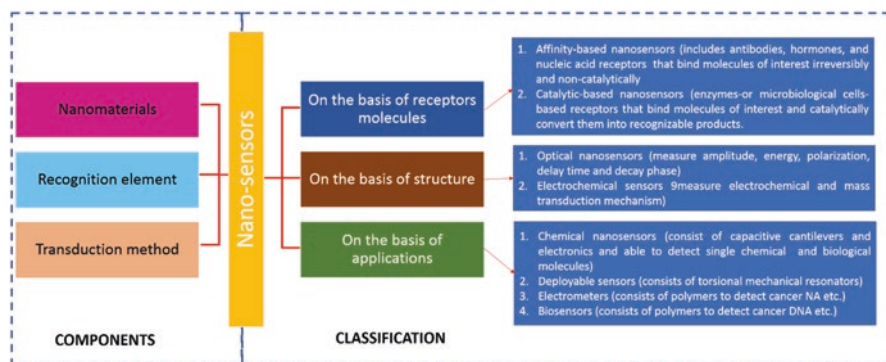 Nanomaterials
Recognition element
Transduction method
COMPONENTS
Nano-sensors
On the basis of receptors
molecules
On the basis of structure
On the basis of
applications
CLASSIFICATION
1. Affinity-based nanosensors (includes antibodies, hormones, and
nucleic acid receptors that bind molecules of interest irreversibly
and non-catalytically
2. Catalytic-based nanosensors (enzymes-or microbiological cells-
based receptors that bind molecules of interest and catalytically
convert them into recognizable products.
1. Optical nanosensors (measure amplitude, energy, polarization,
delay time and decay phase)
2. Electrochemical sensors 9measure electrochemical and mass
transduction mechanism)
1. Chemical nanosensors (consist of capacitive cantilevers and
electronics and able to detect single chemical and biological
molecules)
2. Deployable sensors (consists of torsional mechanical resonators)
3. Electrometers (consists of polymers to detect cancer NA etc.)
4. Biosensors (consists of polymers to detect cancer DNA etc.)